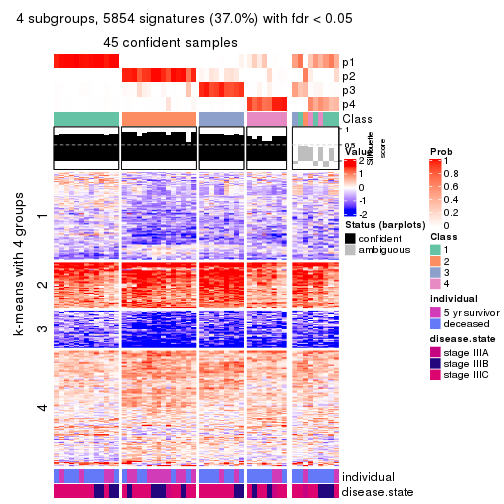 4 subgroups, 5854 signatures (37.0%) with fdr < 0.05
45 confident samples
p1
p2
p3
p4
Class
1
0.5
0
Silhouette
score
k-means with 4 groups
1
2
3
4
individual
disease.state
Value
2
1
0
-1
-2
Status (barplots)
confident
ambiguous
Prob
1
0.8
0.6
0.4
0.2
0
Class
1
2
3
4
individual
5 yr survivor
deceased
disease.state
stage IIIA
stage IIIB
stage IIIC